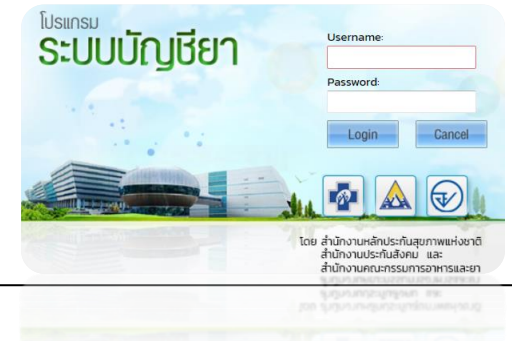 โปรแกรม
ระบบบัญชียา
Username:
Password:
Login Cancel
โดย สำนักงานหลักประกันสุขภาพแห่งชาติ
สำนักงานประกันสังคม และ
สำนักงานคณะกรรมการอาหารและยา